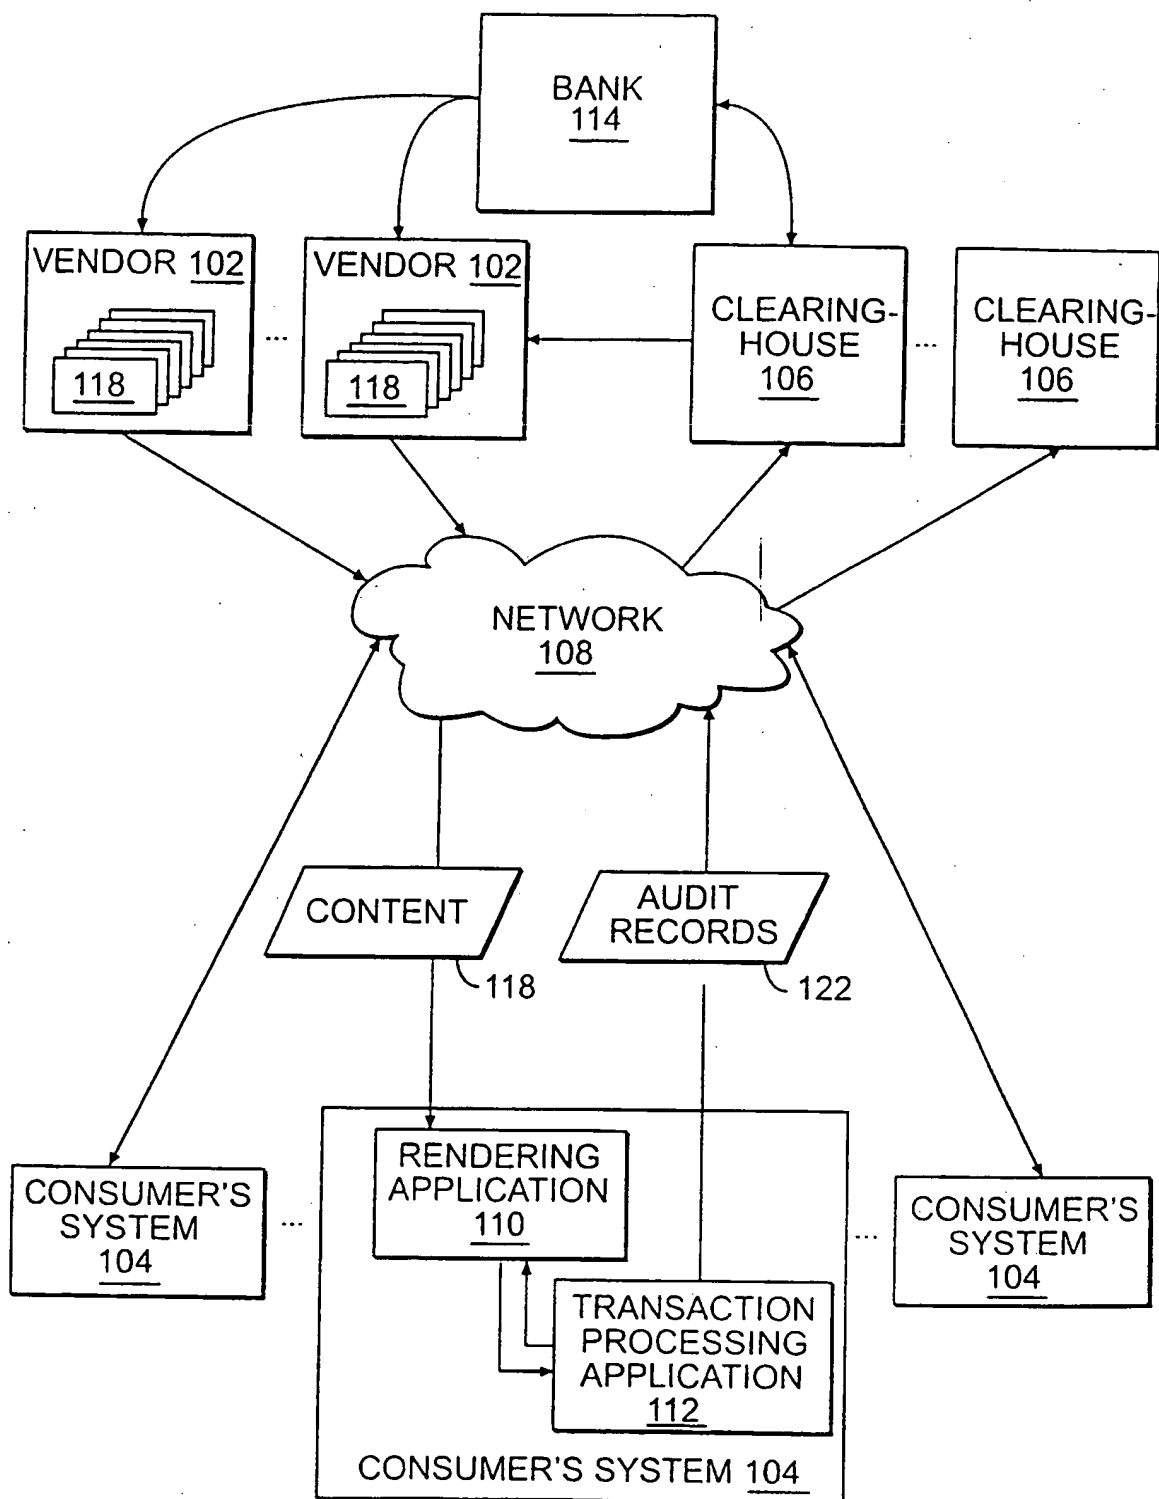 BANK
114
VENDOR 102
118
...
VENDOR 102
118
CLEARING-
HOUSE
106
...
CLEARING-
HOUSE
106
NETWORK
108
CONTENT
118
AUDIT
RECORDS
122
CONSUMER'S
SYSTEM
104
...
RENDERING
APPLICATION
110
TRANSACTION
PROCESSING
APPLICATION
112
CONSUMER'S SYSTEM 104
...
CONSUMER'S
SYSTEM
104